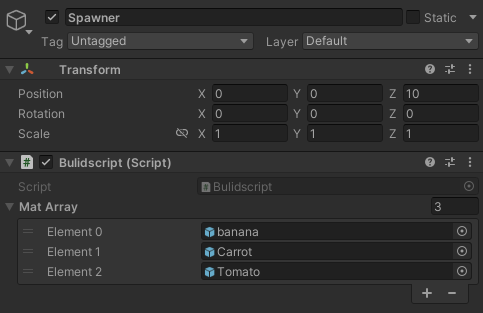 Spawner Static
Tag Untagged Layer Default
Transform
Position X 0 Y 0 Z 10
Rotation X 0 Y 0 Z 0
Scale X 1 Y 1 Z 1
# Bulidscript (Script)
Script # Bulidscript
Mat Array 3
Element 0 banana
Element 1 Carrot
Element 2 Tomato
+ −